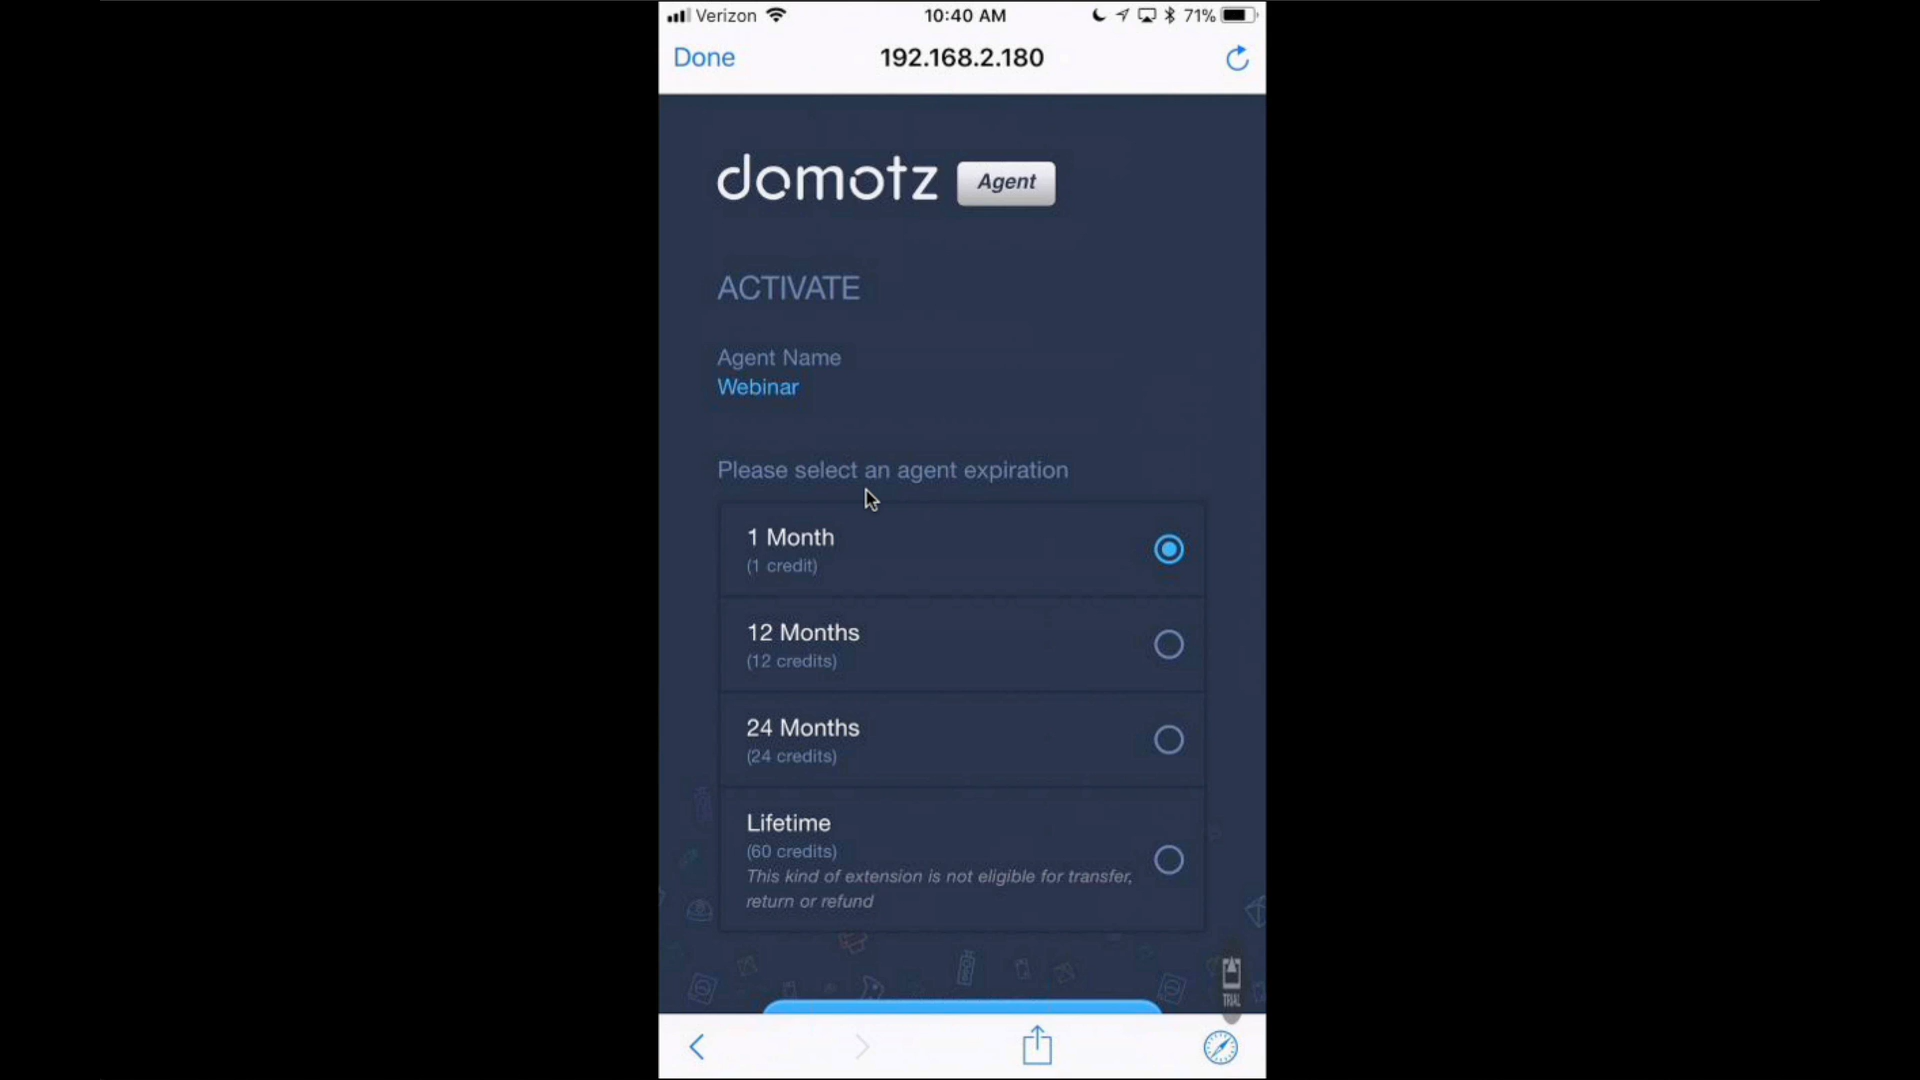 Verizon 10:40 AM 71%
Done 192.168.2.180
domotz Agent
ACTIVATE
Agent Name
Webinar
Please select an agent expiration
1 Month
(1 credit)
12 Months
(12 credits)
24 Months
(24 credits)
Lifetime
(60 credits)
This kind of extension is not eligible for transfer,
return or refund
TRIAL